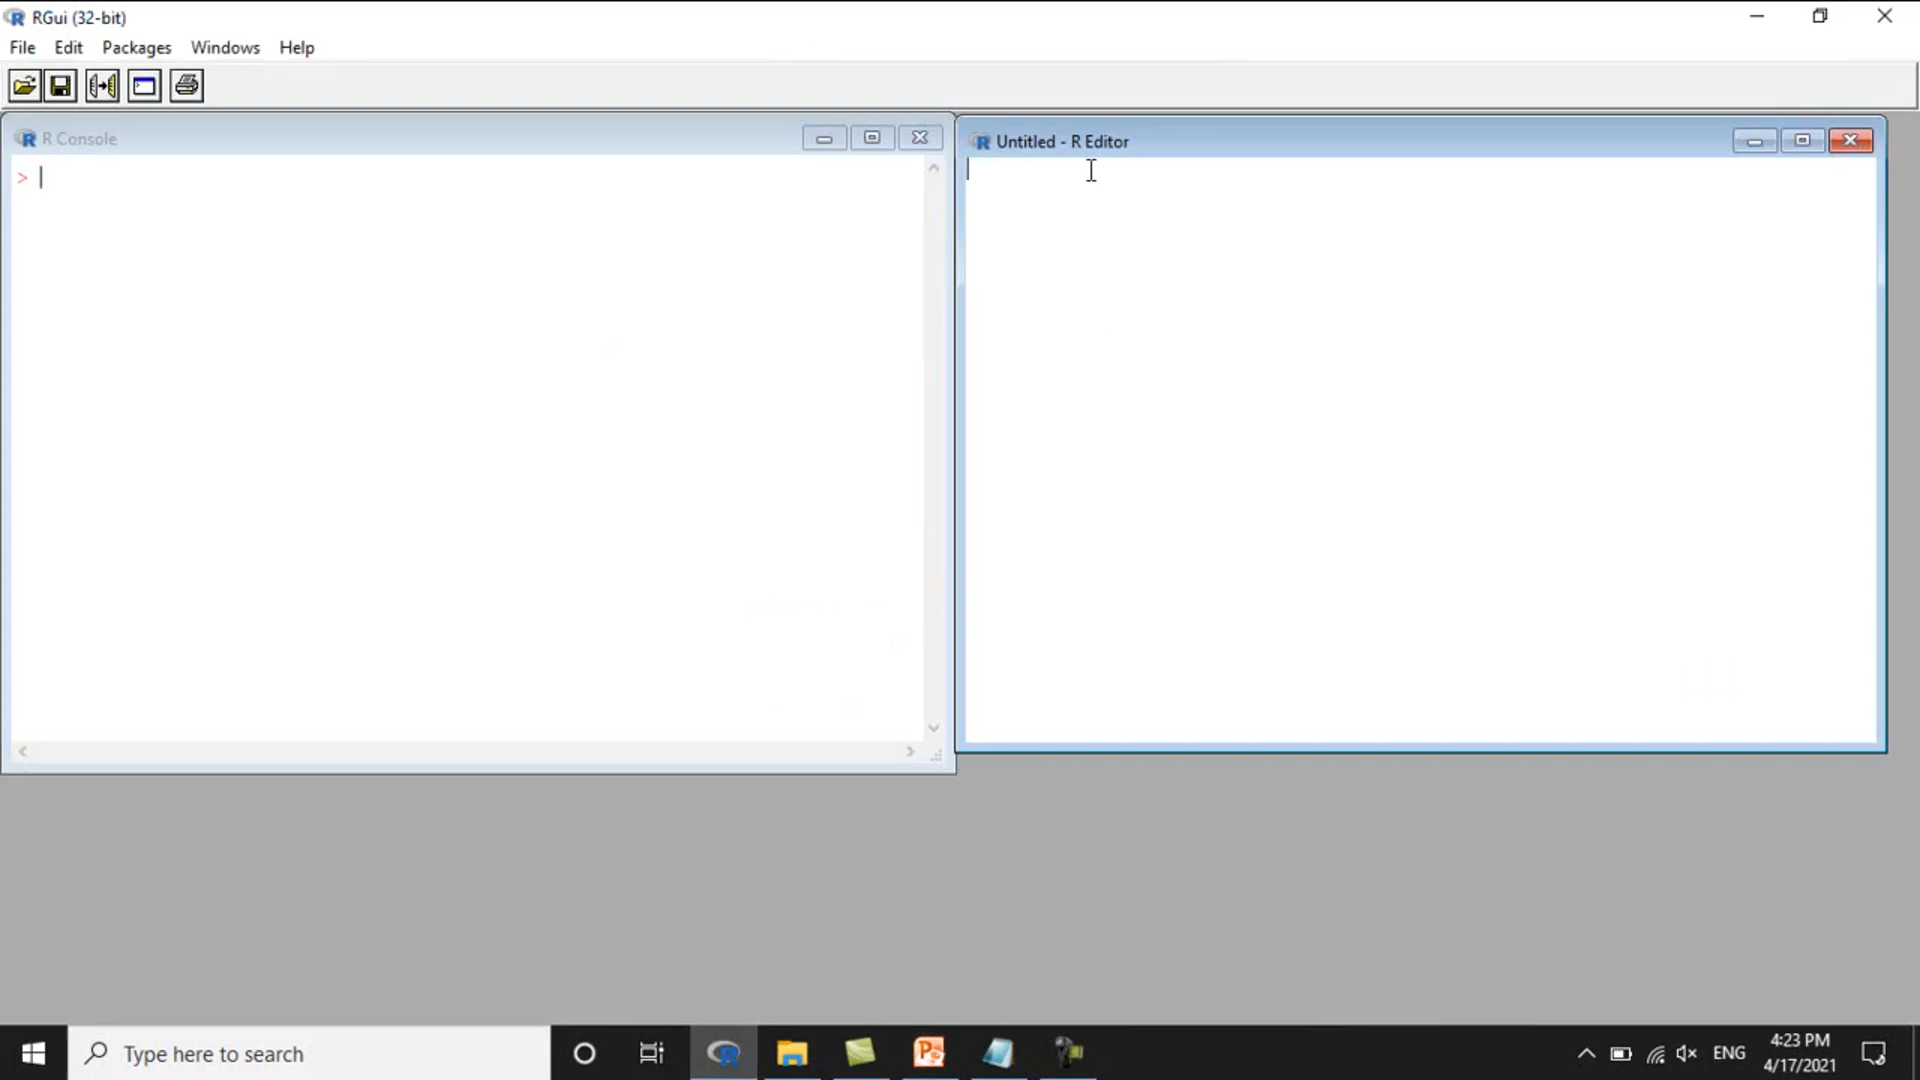 RGui (32-bit)
File Edit Packages Windows Help
R Console
>
Untitled - R Editor
Type here to search
ENG
4:23 PM
4/17/2021